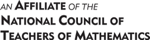 AN AFFILIATE OF THE
NATIONAL COUNCIL OF
TEACHERS OF MATHEMATICS